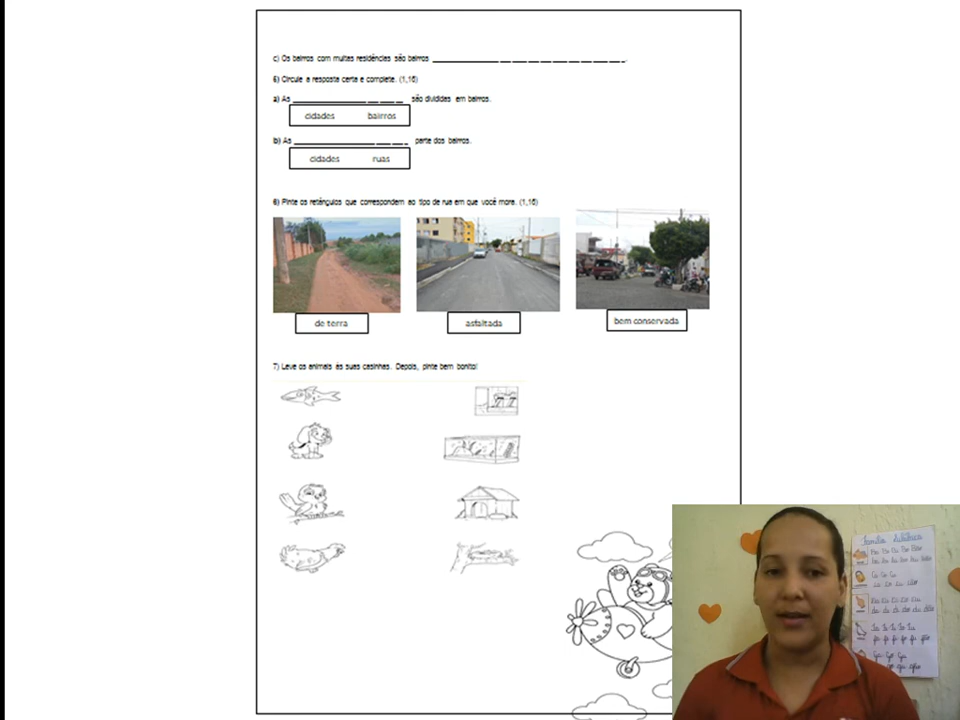 c) Os bairros com muitas residências são bairros
5) Circule a resposta certa e complete. (1,16)
a) As são divididas em bairros.
cidades bairros
b) As parte dos bairros.
cidades ruas
6) Pinte os retângulos que correspondem ao tipo de rua em que você mora. (1,16)
de terra asfaltada bem conservada
7) Leve os animais às suas casinhas. Depois, pinte bem bonito!